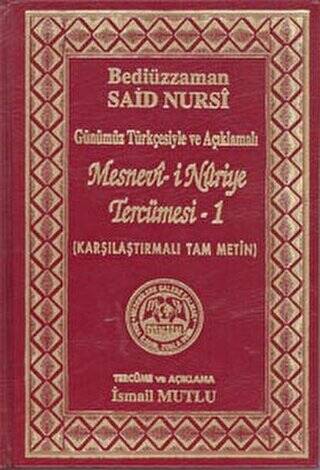 Bediüzzaman
SAİD NURSÎ
Günümüz Türkçesiyle ve Açıklamalı
Mesnevî-i Nûriye
Tercümesi - 1
(KARŞILAŞTIRMALI TAM METİN)
TERCÜME ve AÇIKLAMA
İsmail MUTLU